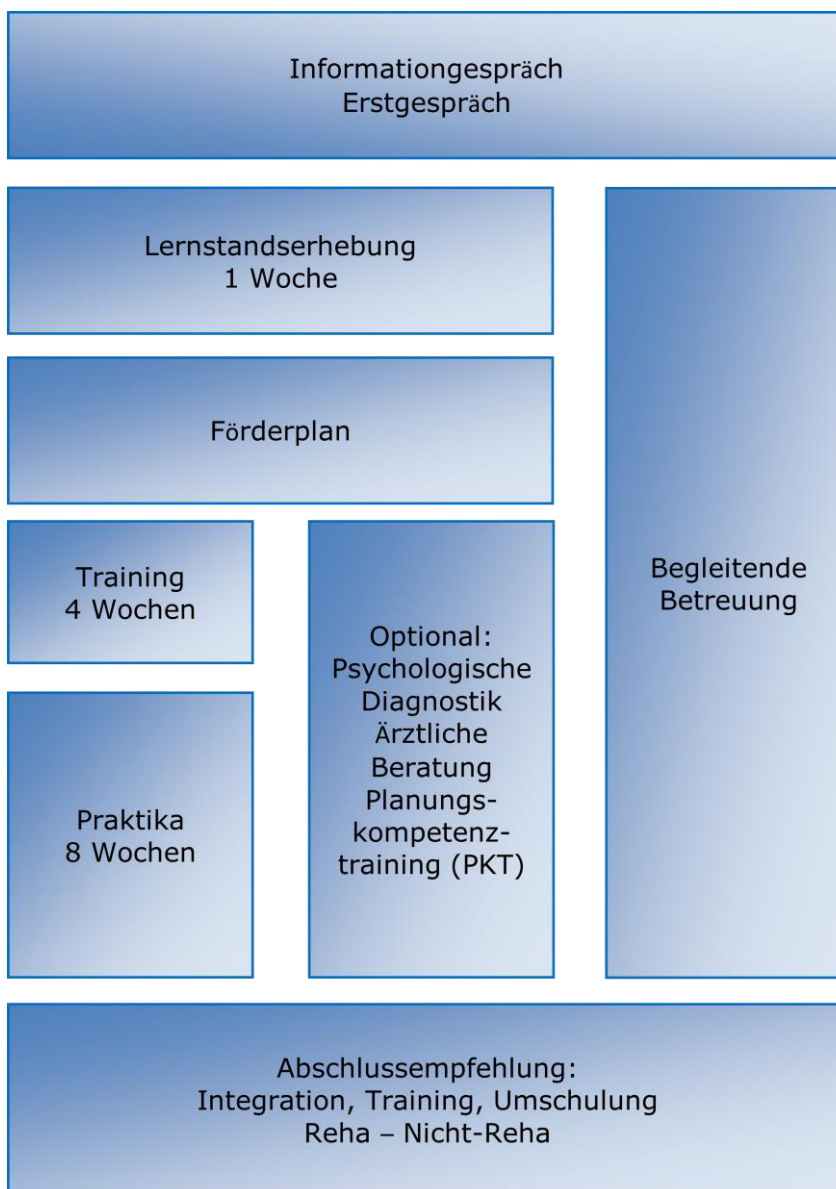 Informationgespräch
Erstgespräch
Lernstandserhebung
1 Woche
Förderplan
Training
4 Wochen
Praktika
8 Wochen
Optional:
Psychologische
Diagnostik
Ärztliche
Beratung
Planungs-
kompetenz-
training (PKT)
Begleitende
Betreuung
Abschlussempfehlung:
Integration, Training, Umschulung
Reha – Nicht-Reha